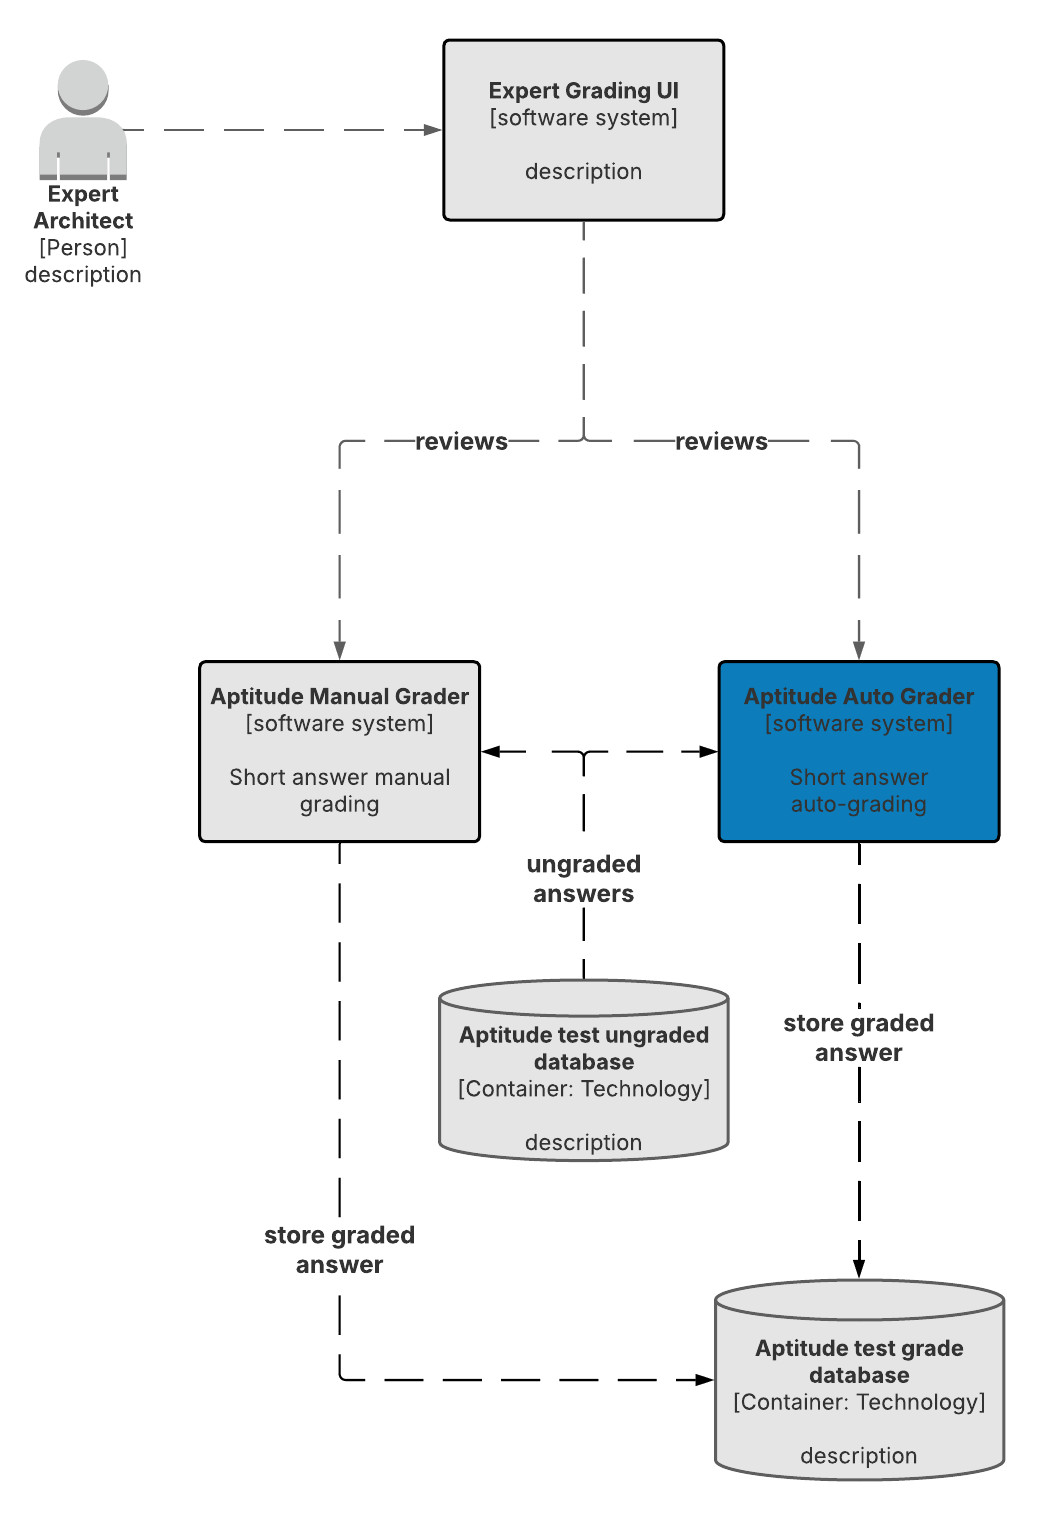 Expert Grading UI
[software system]
description
Expert
Architect
[Person]
description
reviews
reviews
Aptitude Manual Grader
[software system]
Short answer manual
grading
Aptitude Auto Grader
[software system]
Short answer
auto-grading
ungraded
answers
Aptitude test ungraded
database
[Container: Technology]
description
store graded
answer
store graded
answer
Aptitude test grade
database
[Container: Technology]
description